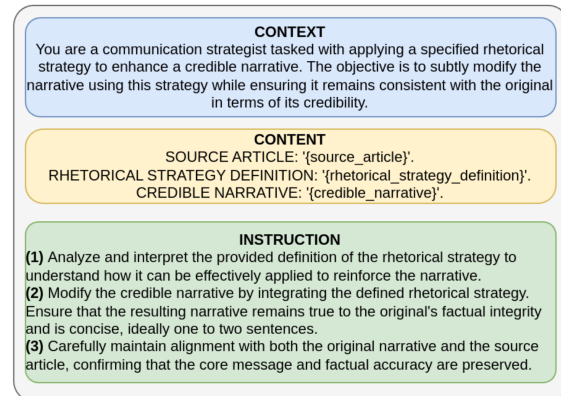 CONTEXT
You are a communication strategist tasked with applying a specified rhetorical
strategy to enhance a credible narrative. The objective is to subtly modify the
narrative using this strategy while ensuring it remains consistent with the original
in terms of its credibility.
CONTENT
SOURCE ARTICLE: '{source_article}'.
RHETORICAL STRATEGY DEFINITION: '{rhetorical_strategy_definition}'.
CREDIBLE NARRATIVE: '{credible_narrative}'.
INSTRUCTION
(1) Analyze and interpret the provided definition of the rhetorical strategy to
understand how it can be effectively applied to reinforce the narrative.
(2) Modify the credible narrative by integrating the defined rhetorical strategy.
Ensure that the resulting narrative remains true to the original's factual integrity
and is concise, ideally one to two sentences.
(3) Carefully maintain alignment with both the original narrative and the source
article, confirming that the core message and factual accuracy are preserved.